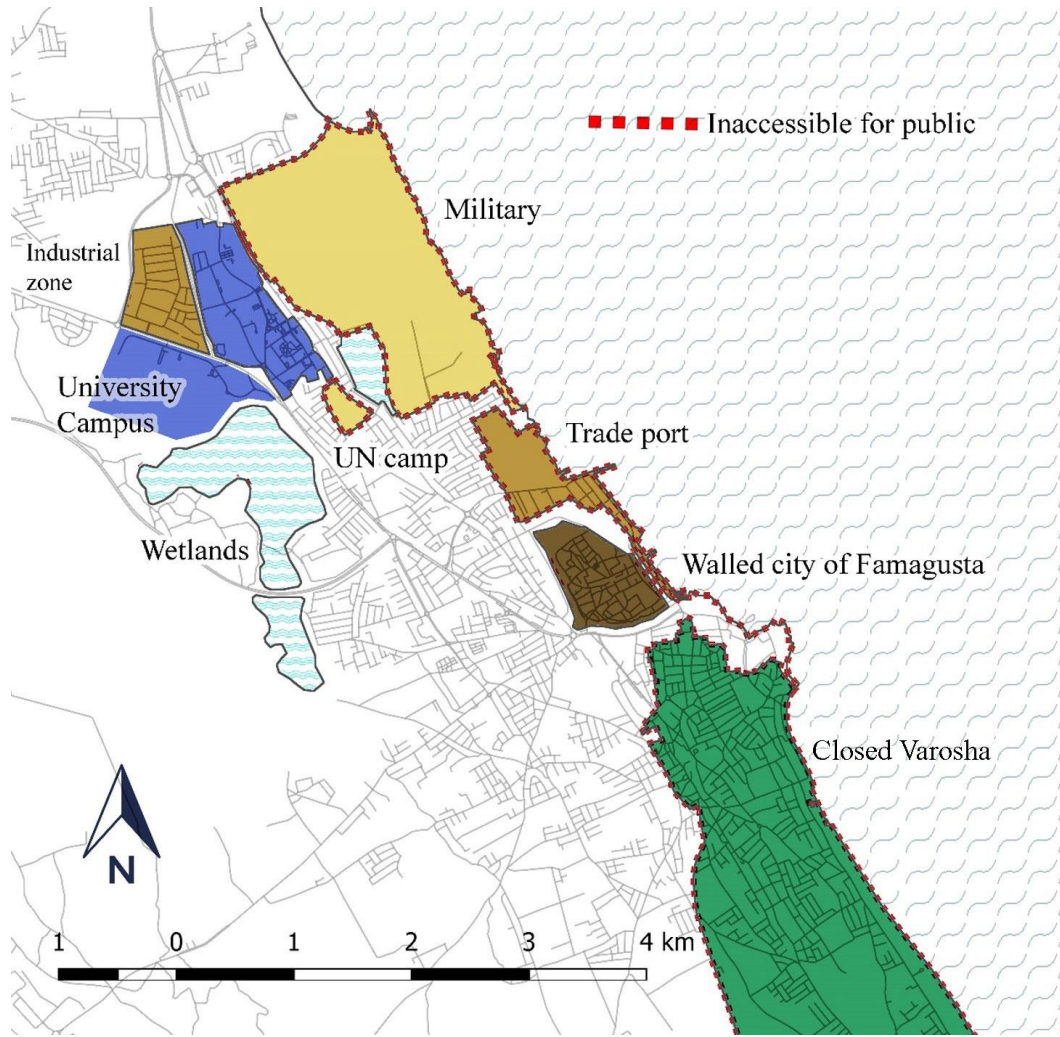 Inaccessible for public
Military
Industrial
zone
University
Campus
UN camp
Trade port
Wetlands
Walled city of Famagusta
Closed Varosha
N
1 0 1 2 3 4 km